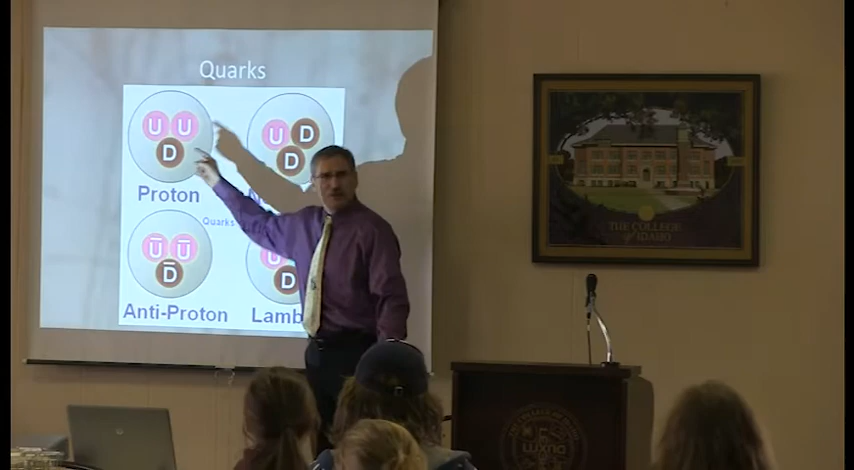 Quarks
U U
D
U D
D
Proton
N
Quarks
Ū Ū
D̄
U
D
Anti-Proton
Lamb
THE COLLEGE
of IDAHO